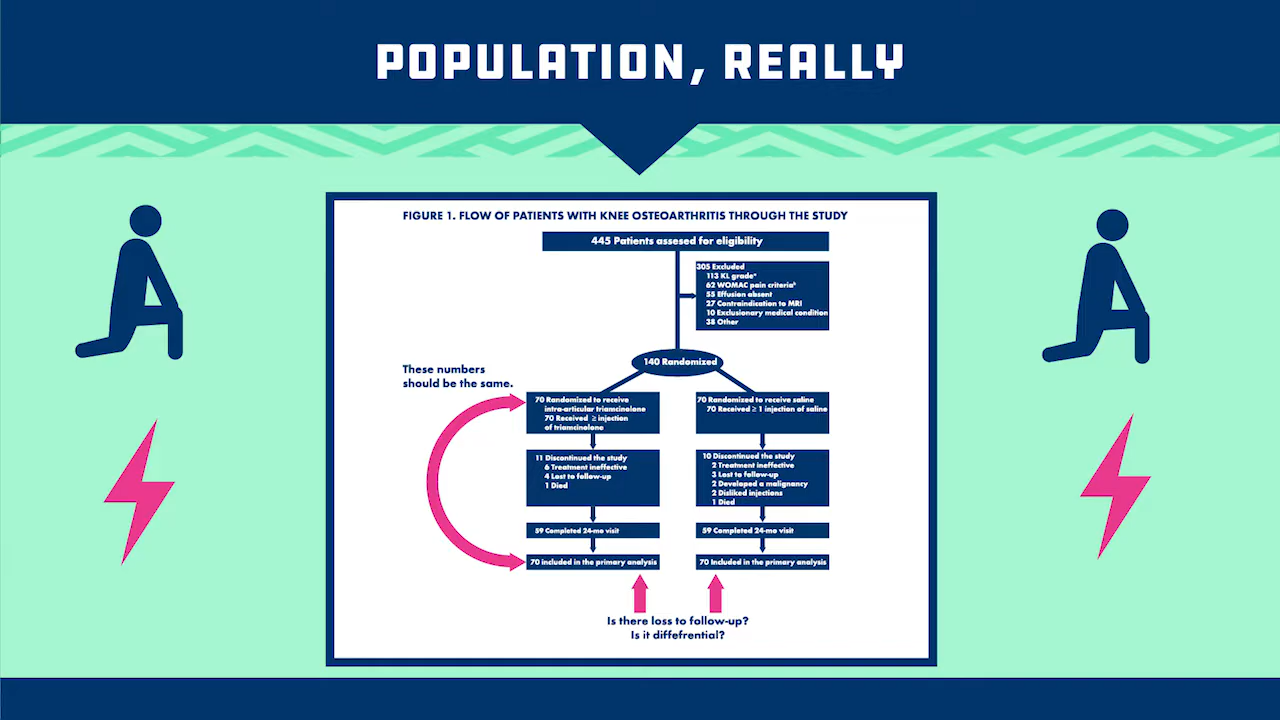 POPULATION, REALLY
FIGURE 1. FLOW OF PATIENTS WITH KNEE OSTEOARTHRITIS THROUGH THE STUDY
445 Patients assesed for eligibility
305 Excluded
113 KL gradeᵃ
62 WOMAC pain criteriaᵇ
55 Effusion absent
27 Contraindication to MRI
10 Exclusionary medical condition
38 Other
140 Randomized
These numbers
should be the same.
70 Randomized to receive
intra-articular triamcinolone
70 Received ≥ injection
of triamcinolone
70 Randomized to receive saline
70 Received ≥ 1 injection of saline
11 Discontinued the study
6 Treatment ineffective
4 Lost to follow-up
1 Died
10 Discontinued the study
2 Treatment ineffective
3 Lost to follow-up
2 Developed a malignancy
2 Disliked injections
1 Died
59 Completed 24-mo visit
59 Completed 24-mo visit
70 included in the primary analysis
70 Included in the primary analysis
Is there loss to follow-up?
Is it diffefrential?